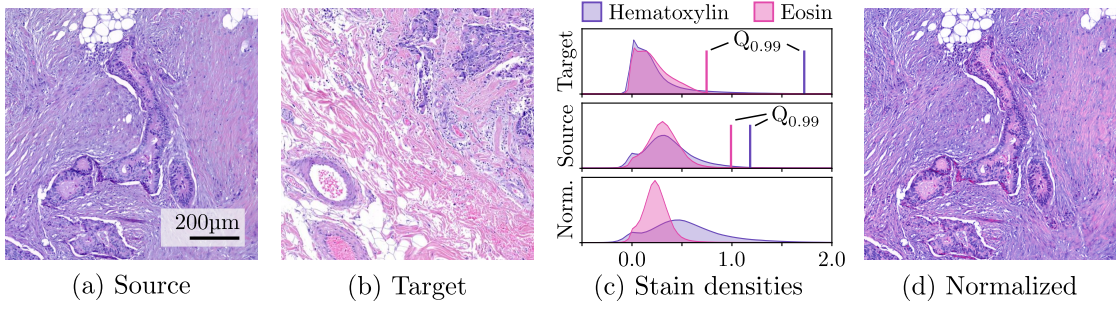 Hematoxylin Eosin
Target
Q0.99
Source
Q0.99
Norm.
0.0 1.0 2.0
200µm
(a) Source
(b) Target
(c) Stain densities
(d) Normalized